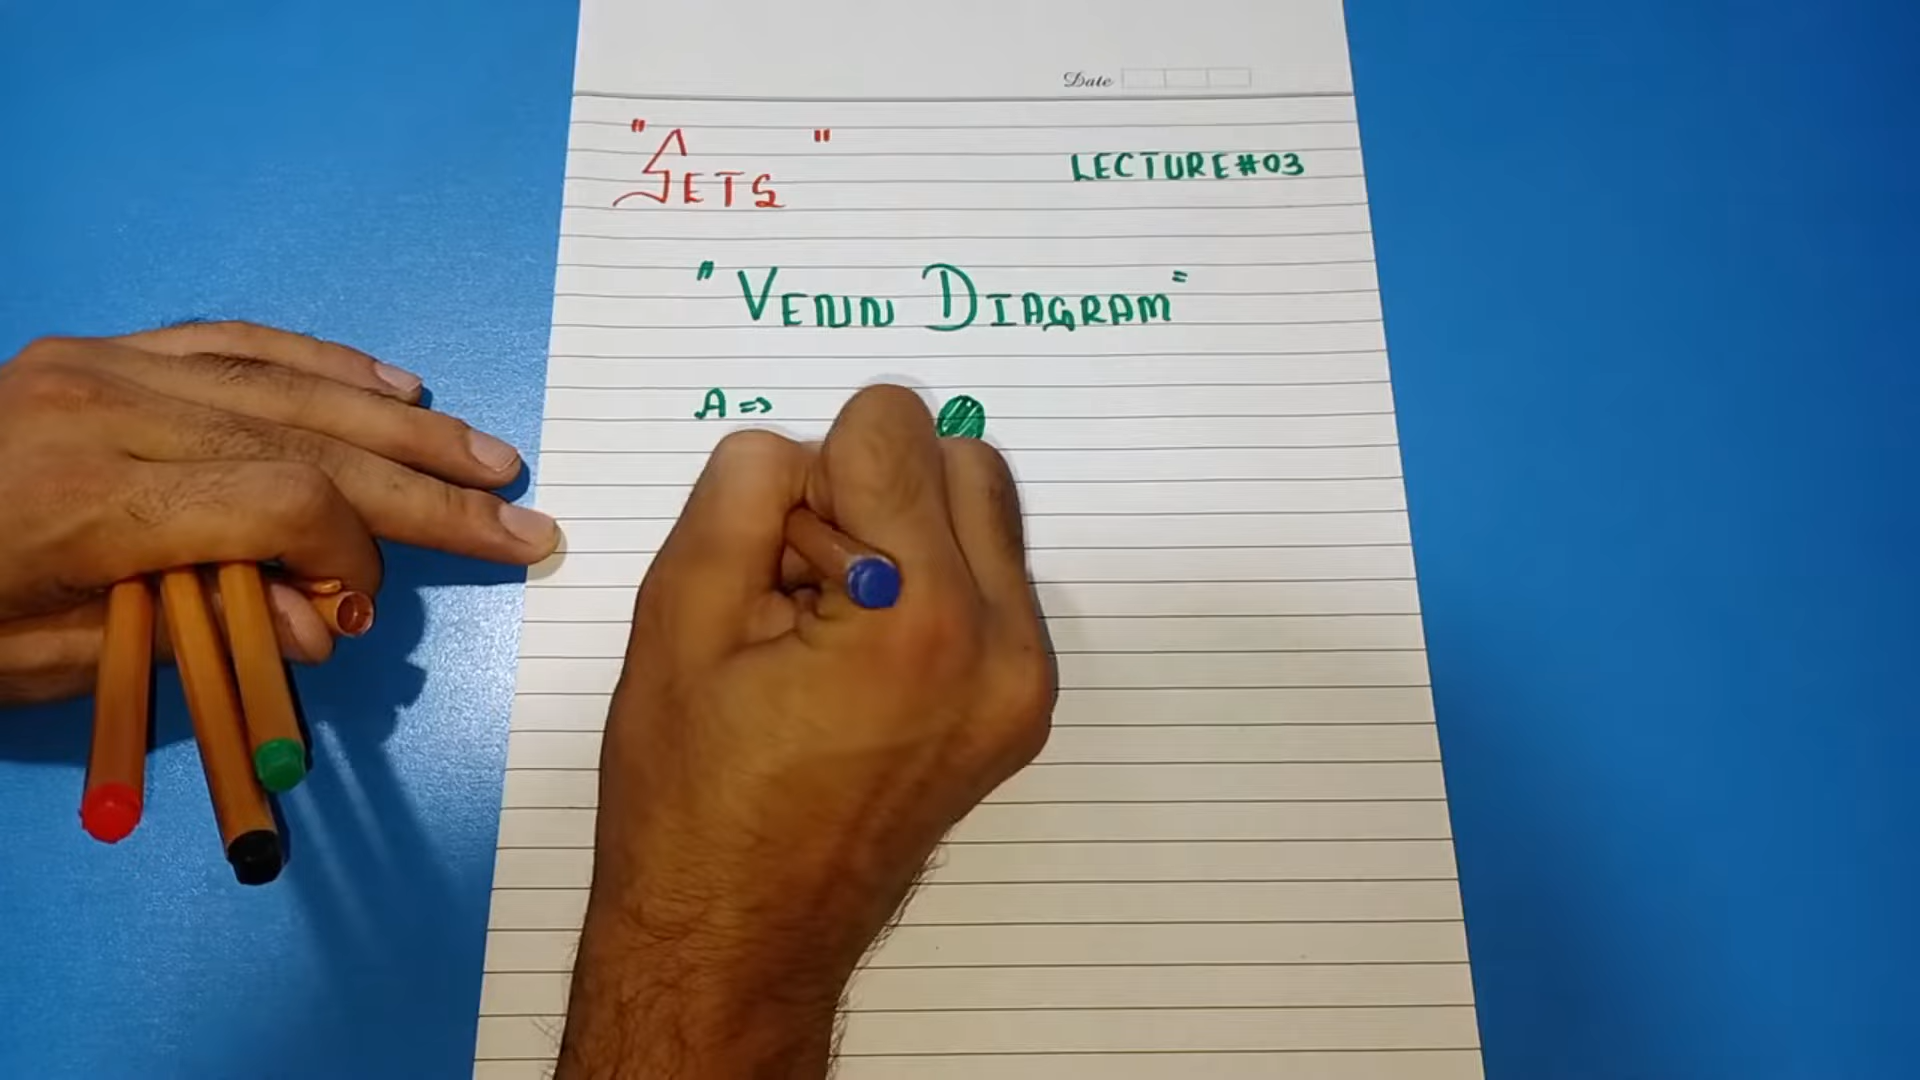 Date
"SETS"
LECTURE#03
"VENN DIAGRAM"
A =>